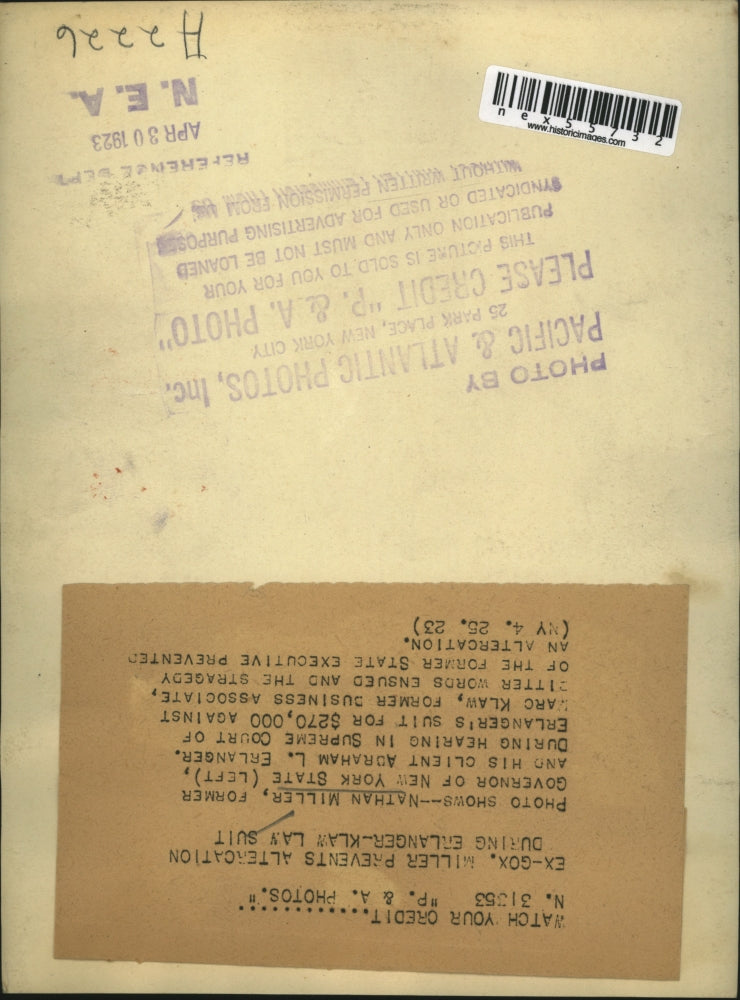 WATCH YOUR CREDIT............
N. 31353 "P. & A. PHOTOS."
EX-GOX. MILLER PREVENTS ALTERCATION
DURING ERLANGER-KLAW LAW SUIT
PHOTO SHOWS--NATHAN MILLER, FORMER
GOVERNOR OF NEW YORK STATE (LEFT),
AND HIS CLIENT ABRAHAM L. ERLANGER.
DURING HEARING IN SUPREME COURT OF
ERLANGER'S SUIT FOR $270,000 AGAINST
MARC KLAW, FORMER BUSINESS ASSOCIATE,
BITTER WORDS ENSUED AND THE STRAGEDY
OF THE FORMER STATE EXECUTIVE PREVENTED
AN ALTERCATION.
(NY 4. 25. 23)
PHOTO BY
PACIFIC & ATLANTIC PHOTOS, Inc.
25 PARK PLACE, NEW YORK CITY
PLEASE CREDIT "P. & A. PHOTO"
THIS PICTURE IS SOLD TO YOU FOR YOUR
PUBLICATION ONLY AND MUST NOT BE LOANED
SYNDICATED OR USED FOR ADVERTISING PURPOSES
WITHOUT WRITTEN PERMISSION FROM US
REFERENCE DEPT
APR 30 1923
N. E. A.
A2226
nex55732
www.historicimages.com